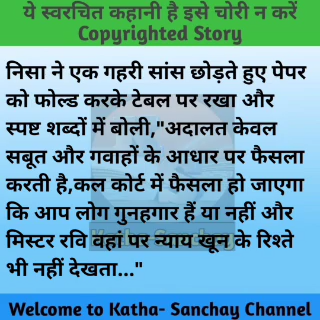 ये स्वरचित कहानी है इसे चोरी न करें
Copyrighted Story
निसा ने एक गहरी सांस छोड़ते हुए पेपर
को फोल्ड करके टेबल पर रखा और
स्पष्ट शब्दों में बोली,"अदालत केवल
सबूत और गवाहों के आधार पर फैसला
करती है,कल कोर्ट में फैसला हो जाएगा
कि आप लोग गुनहगार हैं या नहीं और
मिस्टर रवि वहां पर न्याय खून के रिश्ते
भी नहीं देखता..."
Katha- Sanchay
Welcome to Katha- Sanchay Channel